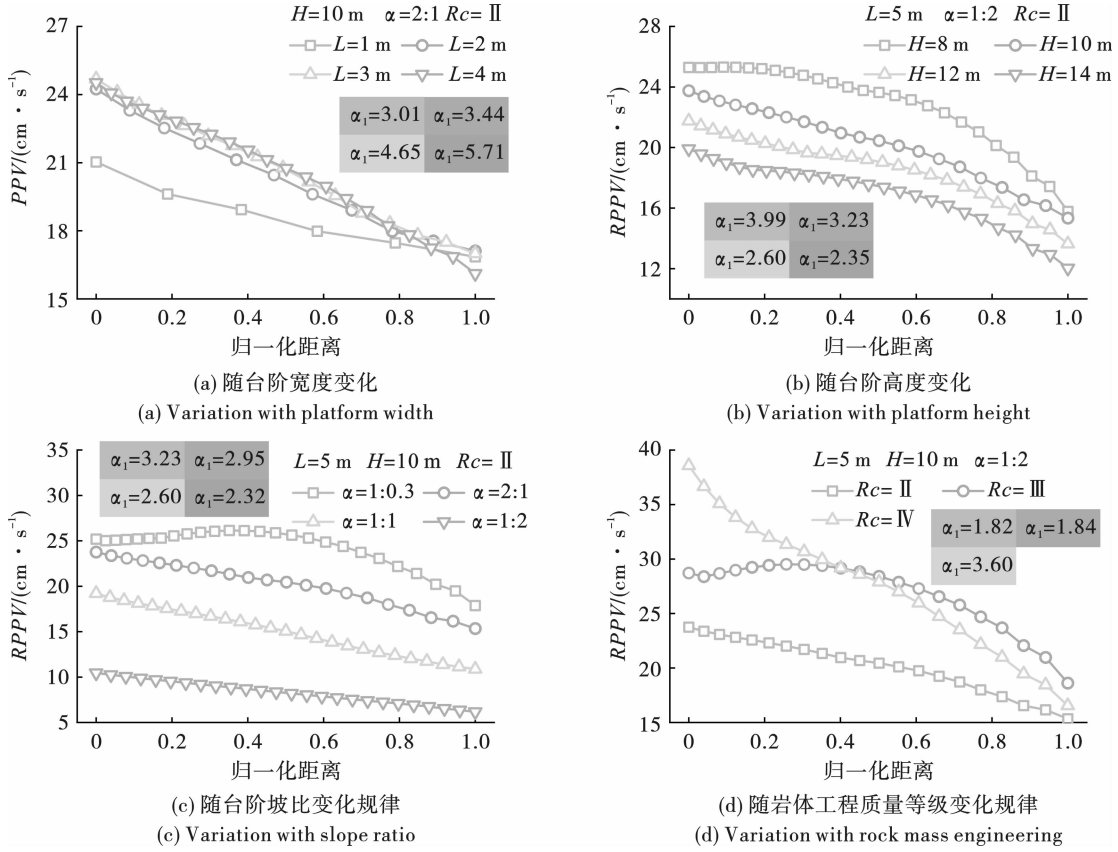 H=10 m α=2:1 Rc= Ⅱ
L=1 m L=2 m
L=3 m L=4 m
α₁=3.01 α₁=3.44
α₁=4.65 α₁=5.71
PPV/(cm·s⁻¹)
27
24
21
18
15
0 0.2 0.4 0.6 0.8 1.0
归一化距离
(a) 随台阶宽度变化
(a) Variation with platform width
L=5 m α=1:2 Rc= Ⅱ
H=8 m H=10 m
H=12 m H=14 m
α₁=3.99 α₁=3.23
α₁=2.60 α₁=2.35
RPPV/(cm·s⁻¹)
28
24
20
16
12
0 0.2 0.4 0.6 0.8 1.0
归一化距离
(b) 随台阶高度变化
(b) Variation with platform height
α₁=3.23 α₁=2.95
α₁=2.60 α₁=2.32
L=5 m H=10 m Rc= Ⅱ
α=1:0.3 α=2:1
α=1:1 α=1:2
RPPV/(cm·s⁻¹)
35
30
25
20
15
10
5
0 0.2 0.4 0.6 0.8 1.0
归一化距离
(c) 随台阶坡比变化规律
(c) Variation with slope ratio
L=5 m H=10 m α=1:2
Rc= Ⅱ Rc= Ⅲ
Rc= Ⅳ
α₁=1.82 α₁=1.84
α₁=3.60
RPPV/(cm·s⁻¹)
40
35
30
25
20
15
0 0.2 0.4 0.6 0.8 1.0
归一化距离
(d) 随岩体工程质量等级变化规律
(d) Variation with rock mass engineering